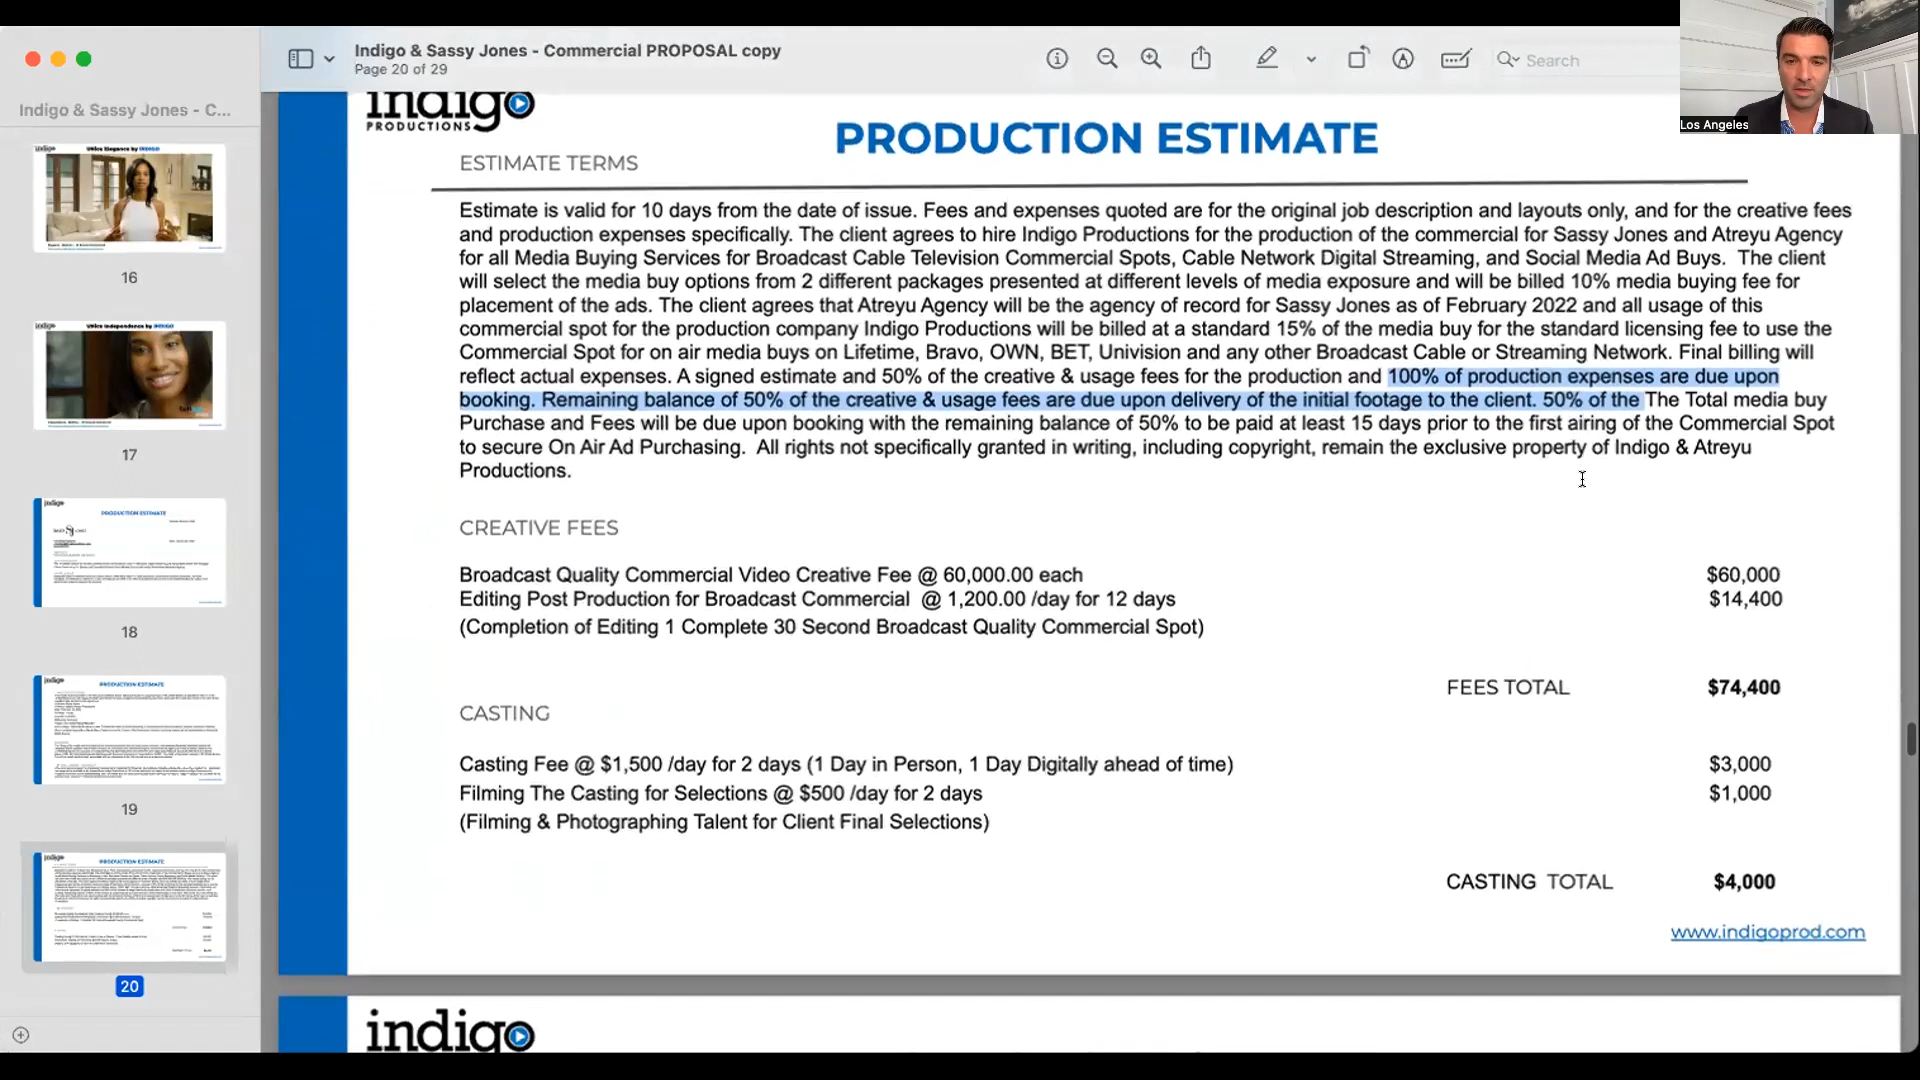 Indigo & Sassy Jones - Commercial PROPOSAL copy
Page 20 of 29
Search
Los Angeles
Indigo & Sassy Jones - C...
indigo
16
indigo
17
indigo
PRODUCTION ESTIMATE
18
indigo
PRODUCTION ESTIMATE
19
indigo
PRODUCTION ESTIMATE
20
indigo
PRODUCTIONS
PRODUCTION ESTIMATE
ESTIMATE TERMS
Estimate is valid for 10 days from the date of issue. Fees and expenses quoted are for the original job description and layouts only, and for the creative fees
and production expenses specifically. The client agrees to hire Indigo Productions for the production of the commercial for Sassy Jones and Atreyu Agency
for all Media Buying Services for Broadcast Cable Television Commercial Spots, Cable Network Digital Streaming, and Social Media Ad Buys.  The client
will select the media buy options from 2 different packages presented at different levels of media exposure and will be billed 10% media buying fee for
placement of the ads. The client agrees that Atreyu Agency will be the agency of record for Sassy Jones as of February 2022 and all usage of this
commercial spot for the production company Indigo Productions will be billed at a standard 15% of the media buy for the standard licensing fee to use the
Commercial Spot for on air media buys on Lifetime, Bravo, OWN, BET, Univision and any other Broadcast Cable or Streaming Network. Final billing will
reflect actual expenses. A signed estimate and 50% of the creative & usage fees for the production and 100% of production expenses are due upon
booking. Remaining balance of 50% of the creative & usage fees are due upon delivery of the initial footage to the client. 50% of the The Total media buy
Purchase and Fees will be due upon booking with the remaining balance of 50% to be paid at least 15 days prior to the first airing of the Commercial Spot
to secure On Air Ad Purchasing.  All rights not specifically granted in writing, including copyright, remain the exclusive property of Indigo & Atreyu
Productions.
CREATIVE FEES
Broadcast Quality Commercial Video Creative Fee @ 60,000.00 each $60,000
Editing Post Production for Broadcast Commercial  @ 1,200.00 /day for 12 days $14,400
(Completion of Editing 1 Complete 30 Second Broadcast Quality Commercial Spot)
FEES TOTAL $74,400
CASTING
Casting Fee @ $1,500 /day for 2 days (1 Day in Person, 1 Day Digitally ahead of time) $3,000
Filming The Casting for Selections @ $500 /day for 2 days $1,000
(Filming & Photographing Talent for Client Final Selections)
CASTING  TOTAL $4,000
www.indigoprod.com
indigo